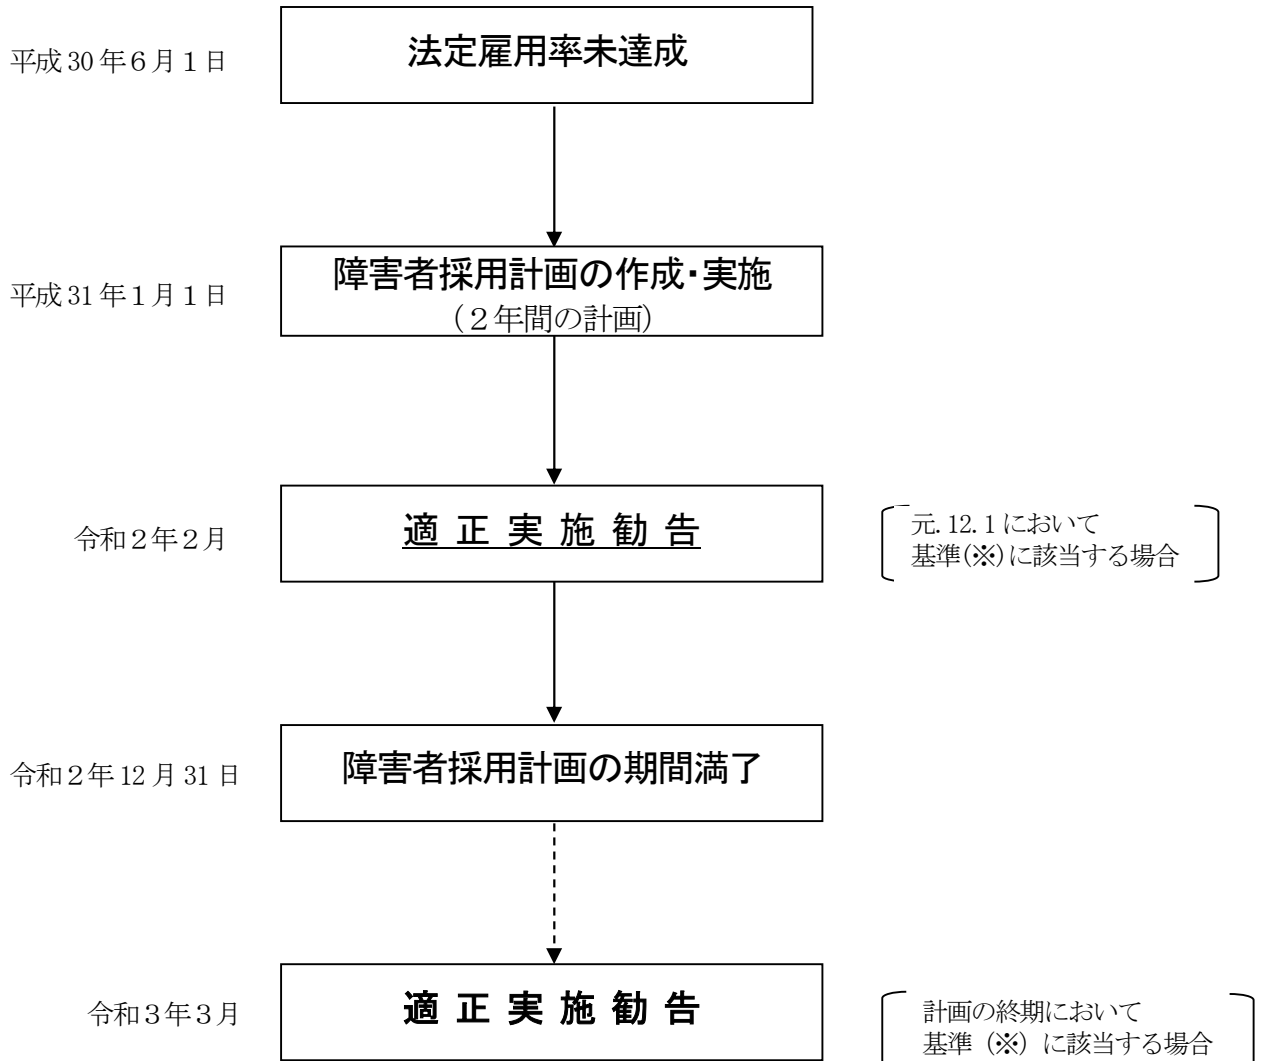 平成30年6月1日
法定雇用率未達成
平成31年1月1日
障害者採用計画の作成・実施
（２年間の計画）
令和２年２月
適 正 実 施 勧 告
元.12.1において
基準(※)に該当する場合
令和２年12月31日
障害者採用計画の期間満了
令和３年３月
適 正 実 施 勧 告
計画の終期において
基準（※）に該当する場合